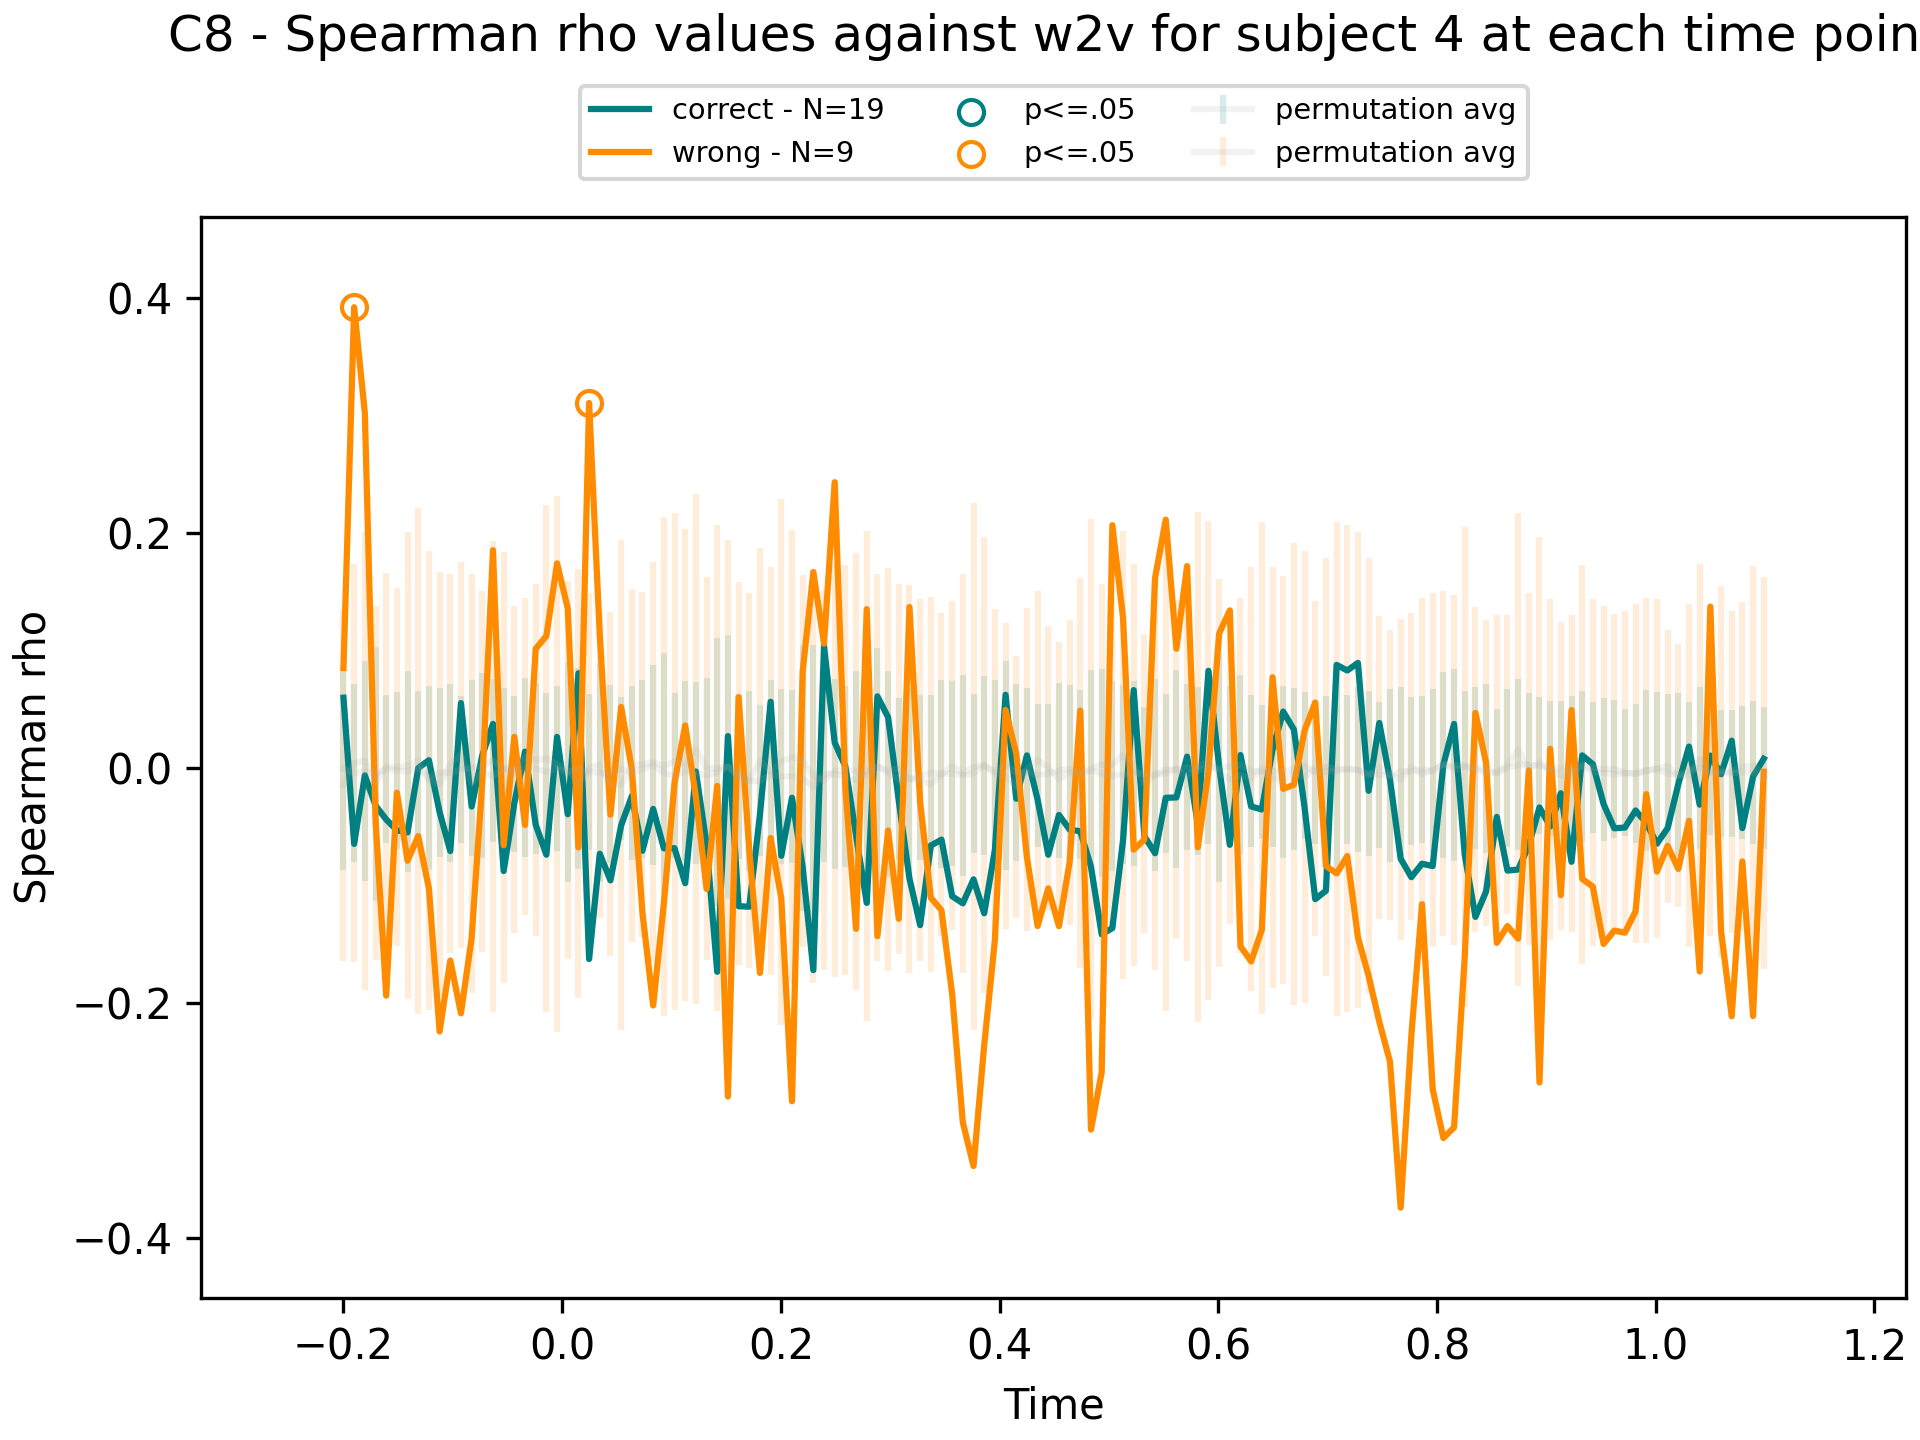 C8 - Spearman rho values against w2v for subject 4 at each time poin
correct - N=19 p<=.05 permutation avg
wrong - N=9 p<=.05 permutation avg
0.4
0.2
0.0
−0.2
−0.4
Spearman rho
−0.2 0.0 0.2 0.4 0.6 0.8 1.0 1.2
Time